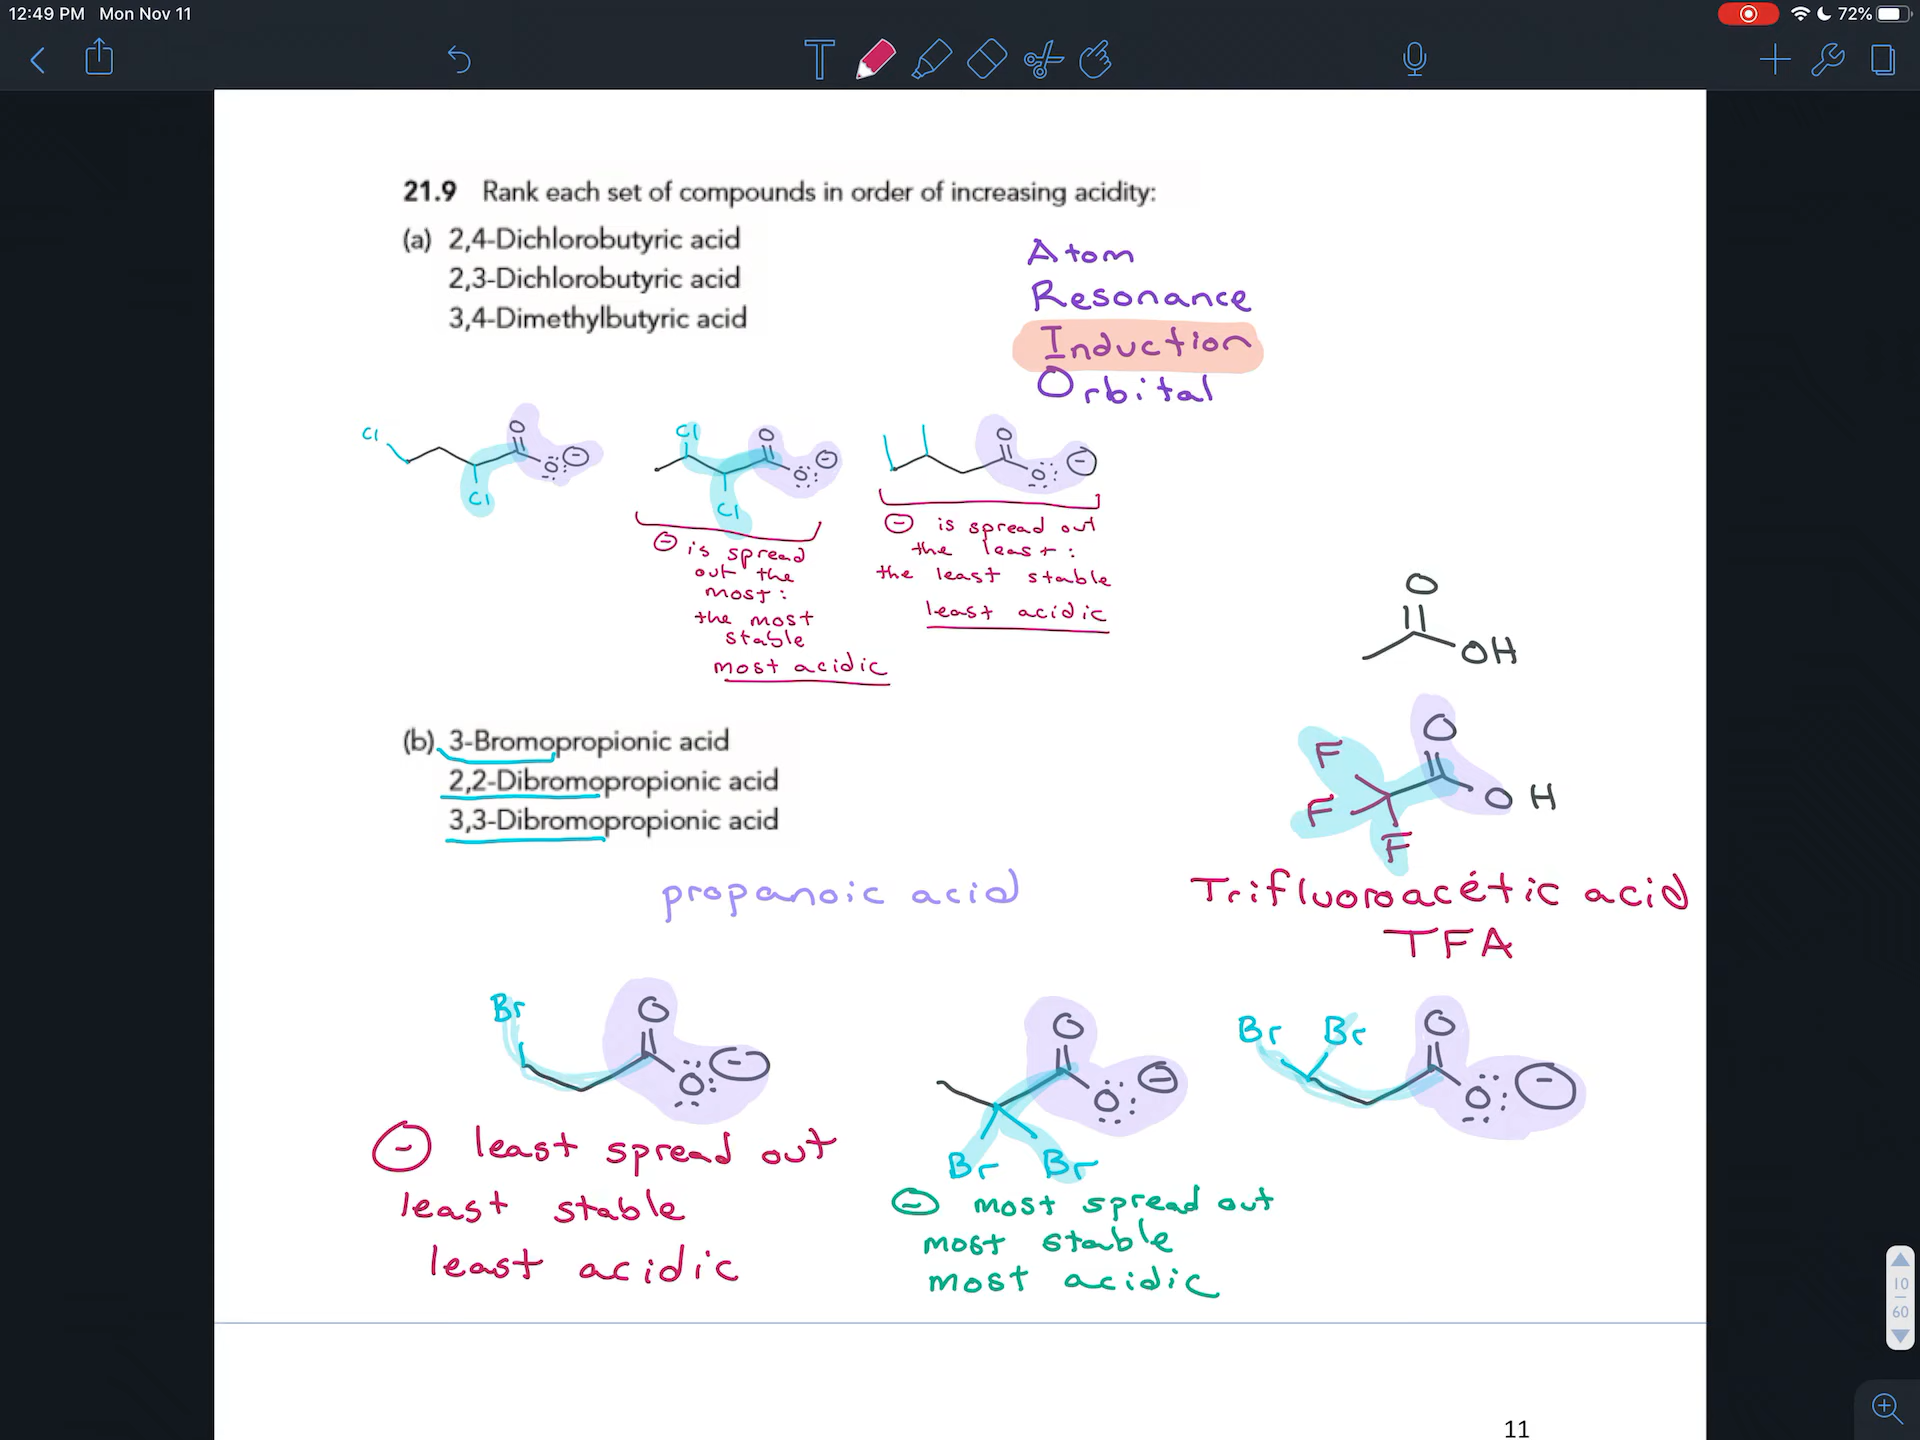 12:49 PM Mon Nov 11
72%
T
21.9 Rank each set of compounds in order of increasing acidity:
(a) 2,4-Dichlorobutyric acid
2,3-Dichlorobutyric acid
3,4-Dimethylbutyric acid
Atom
Resonance
Induction
Orbital
Cl
O
O
Cl
Cl
O
O
Cl
O
O
⊖ is spread
out the
most:
the most
stable
most acidic
⊖ is spread out
the least:
the least stable
least acidic
O
OH
(b) 3-Bromopropionic acid
2,2-Dibromopropionic acid
3,3-Dibromopropionic acid
O
F
F
F
O H
propanoic acid
Trifluoroacétic acid
TFA
Br
O
O
O
O
Br Br
Br Br
O
O
⊖ least spread out
least stable
least acidic
⊖ most spread out
most stable
most acidic
10
60
11